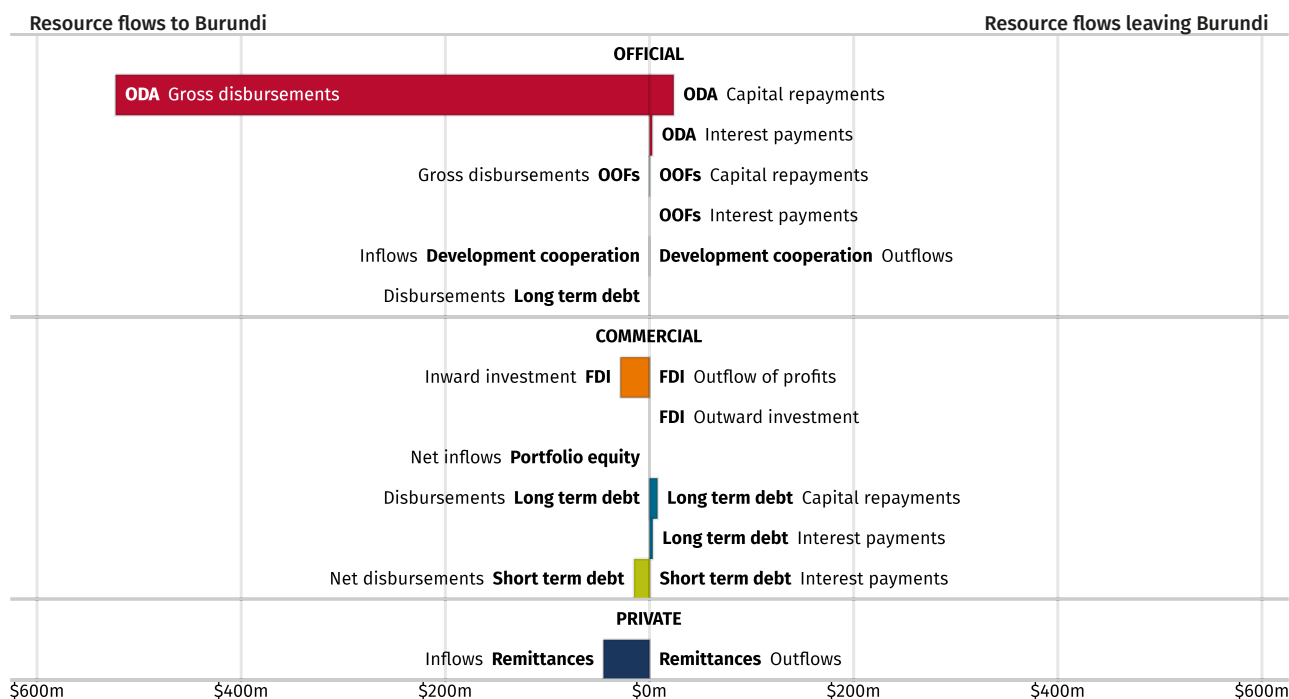 Resource flows to Burundi Resource flows leaving Burundi
OFFICIAL
ODA Gross disbursements ODA Capital repayments
ODA Interest payments
Gross disbursements OOFs OOFs Capital repayments
OOFs Interest payments
Inflows Development cooperation Development cooperation Outflows
Disbursements Long term debt
COMMERCIAL
Inward investment FDI FDI Outflow of profits
FDI Outward investment
Net inflows Portfolio equity
Disbursements Long term debt Long term debt Capital repayments
Long term debt Interest payments
Net disbursements Short term debt Short term debt Interest payments
PRIVATE
Inflows Remittances Remittances Outflows
$600m $400m $200m $00m $200m $400m $600m